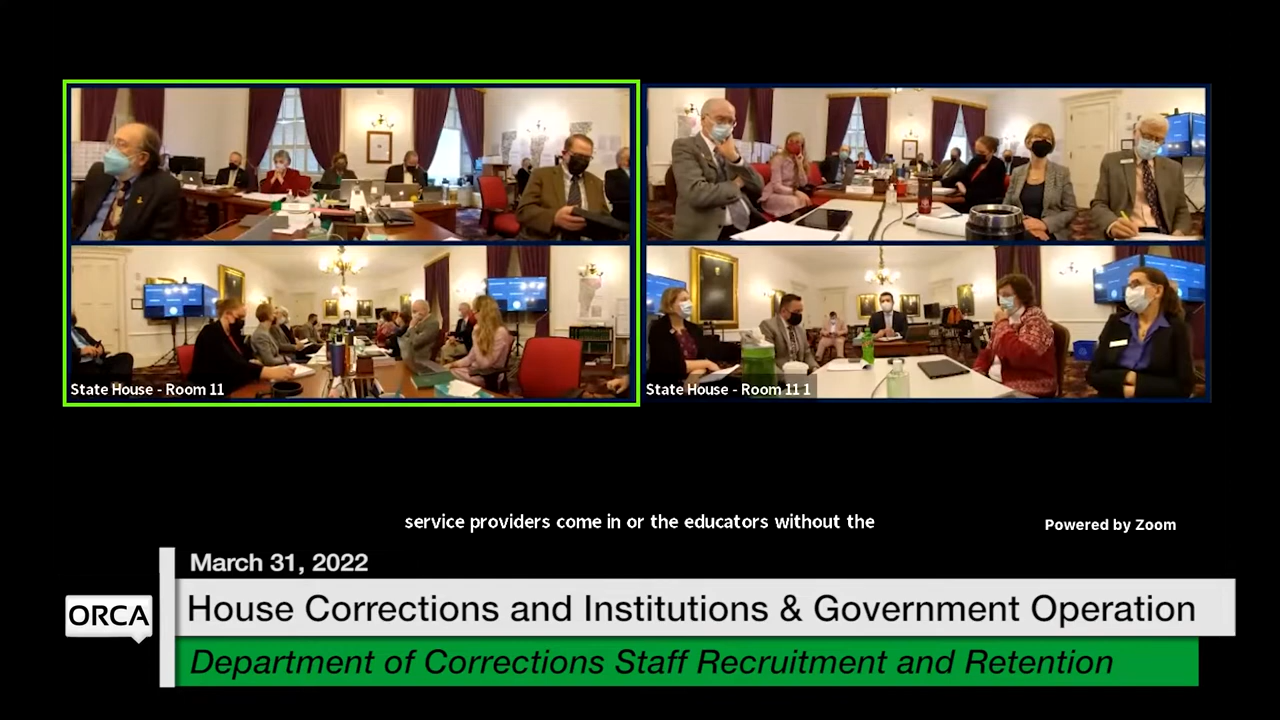 State House - Room 11
State House - Room 11 1
service providers come in or the educators without the
Powered by Zoom
March 31, 2022
ORCA
House Corrections and Institutions & Government Operation
Department of Corrections Staff Recruitment and Retention